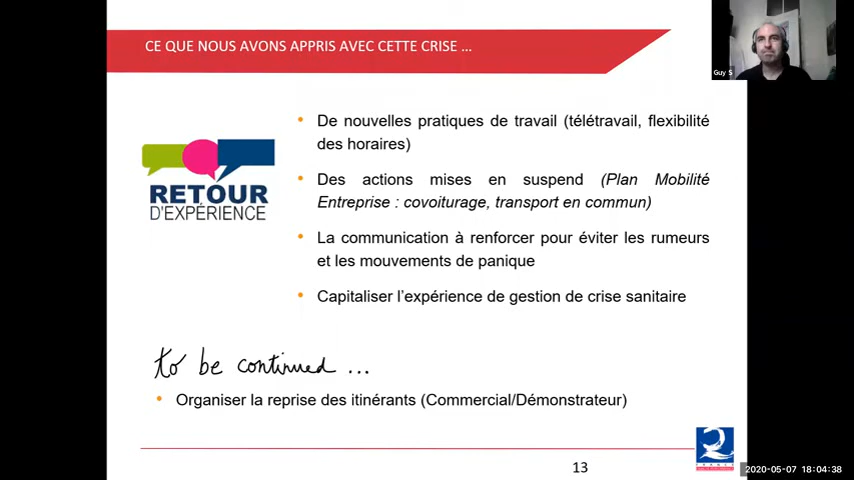 CE QUE NOUS AVONS APPRIS AVEC CETTE CRISE ...
Guy S
• De nouvelles pratiques de travail (télétravail, flexibilité
des horaires)
RETOUR
D'EXPÉRIENCE
• Des actions mises en suspend (Plan Mobilité
Entreprise : covoiturage, transport en commun)
• La communication à renforcer pour éviter les rumeurs
et les mouvements de panique
• Capitaliser l'expérience de gestion de crise sanitaire
to be continued ...
• Organiser la reprise des itinérants (Commercial/Démonstrateur)
13
FRANCE
2020-05-07 18:04:38